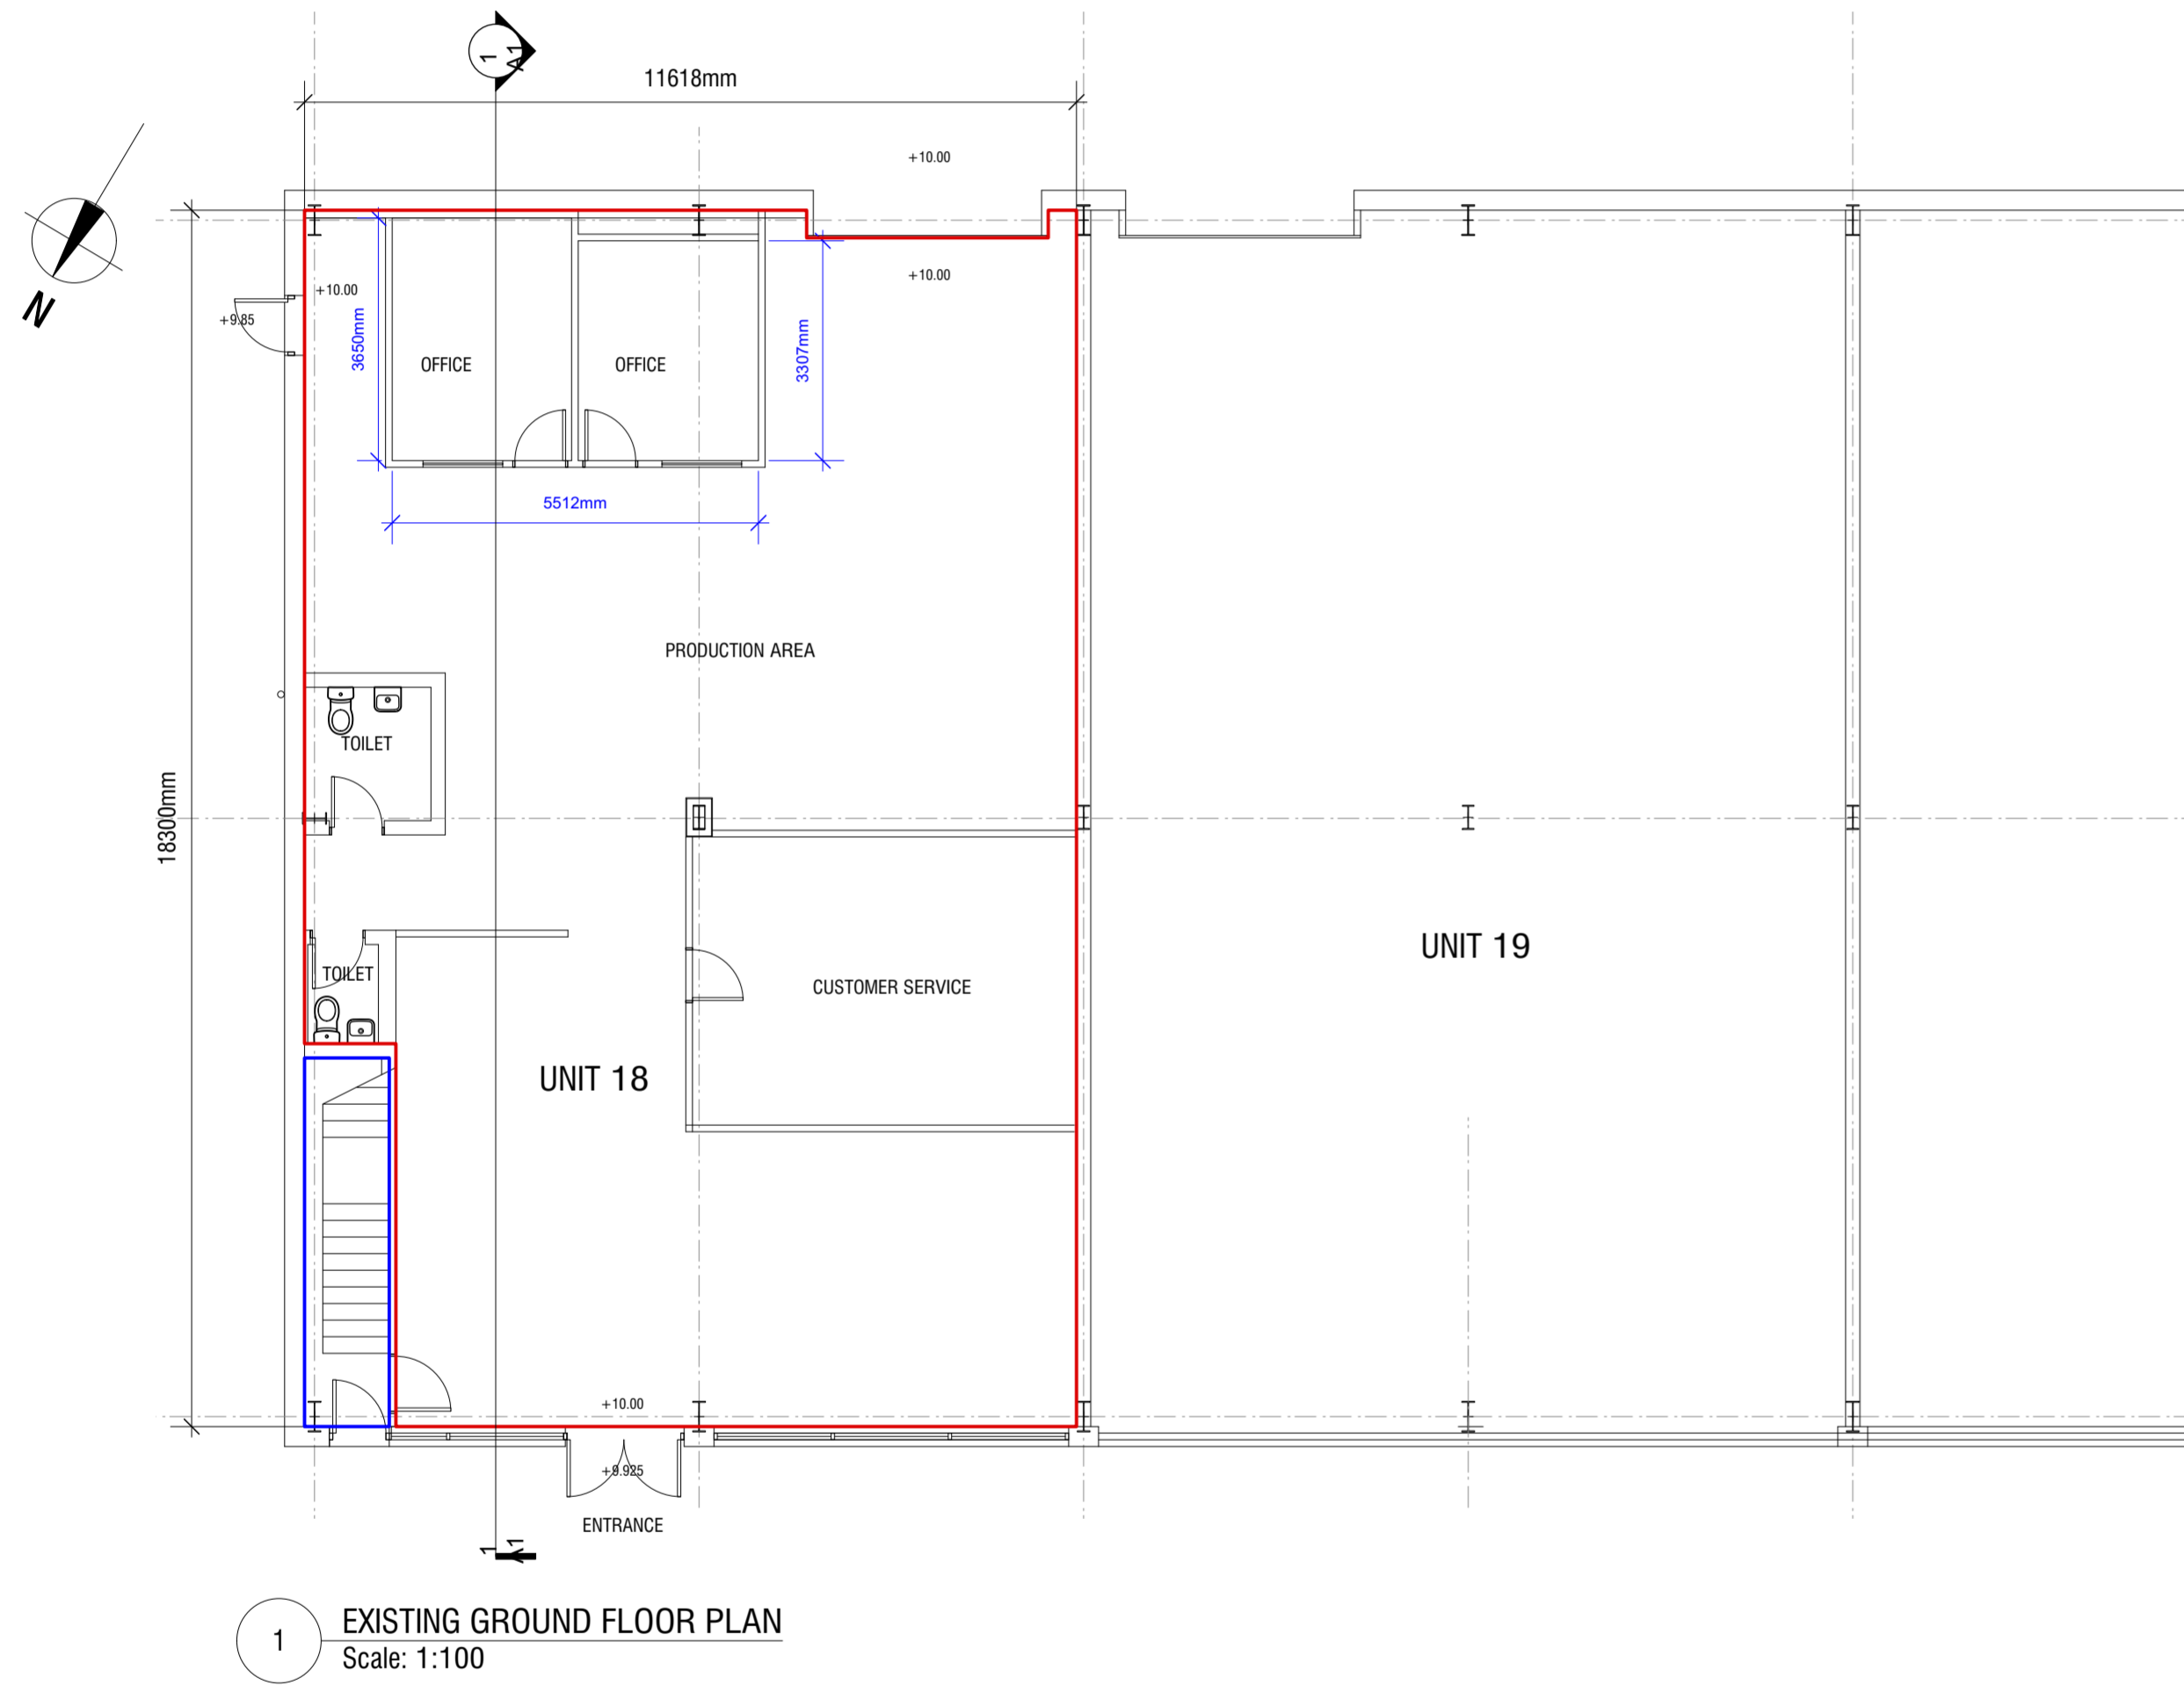 1
A1
11618mm
+10.00
N
+10.00
+10.00
+9.85
3650mm
3307mm
OFFICE
OFFICE
5512mm
PRODUCTION AREA
TOILET
18300mm
UNIT 19
TOILET
CUSTOMER SERVICE
UNIT 18
+10.00
+9.925
ENTRANCE
1
A1
1
EXISTING GROUND FLOOR PLAN
Scale: 1:100